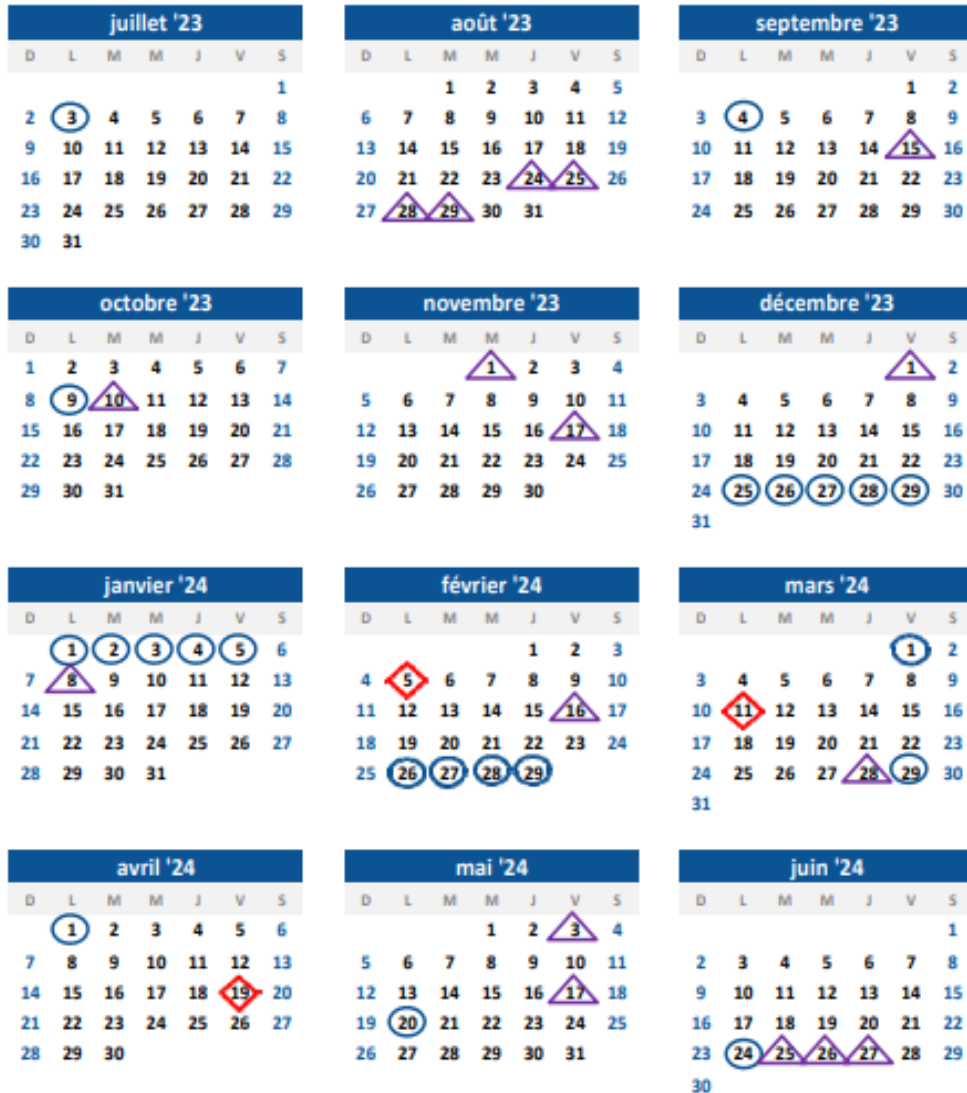 juillet '23 août '23 septembre '23
D L M M J V S D L M M J V S D L M M J V S
1 1 2 3 4 5 1 2
2 3 4 5 6 7 8 6 7 8 9 10 11 12 3 4 5 6 7 8 9
9 10 11 12 13 14 15 13 14 15 16 17 18 19 10 11 12 13 14 15 16
16 17 18 19 20 21 22 20 21 22 23 24 25 26 17 18 19 20 21 22 23
23 24 25 26 27 28 29 27 28 29 30 31 24 25 26 27 28 29 30
30 31
octobre '23 novembre '23 décembre '23
D L M M J V S D L M M J V S D L M M J V S
1 2 3 4 5 6 7 1 2 3 4 1 2
8 9 10 11 12 13 14 5 6 7 8 9 10 11 3 4 5 6 7 8 9
15 16 17 18 19 20 21 12 13 14 15 16 17 18 10 11 12 13 14 15 16
22 23 24 25 26 27 28 19 20 21 22 23 24 25 17 18 19 20 21 22 23
29 30 31 26 27 28 29 30 24 25 26 27 28 29 30
31
janvier '24 février '24 mars '24
D L M M J V S D L M M J V S D L M M J V S
1 2 3 4 5 6 1 2 3 1 2
7 8 9 10 11 12 13 4 5 6 7 8 9 10 3 4 5 6 7 8 9
14 15 16 17 18 19 20 11 12 13 14 15 16 17 10 11 12 13 14 15 16
21 22 23 24 25 26 27 18 19 20 21 22 23 24 17 18 19 20 21 22 23
28 29 30 31 25 26 27 28 29 24 25 26 27 28 29 30
31
avril '24 mai '24 juin '24
D L M M J V S D L M M J V S D L M M J V S
1 2 3 4 5 6 1 2 3 4 1
7 8 9 10 11 12 13 5 6 7 8 9 10 11 2 3 4 5 6 7 8
14 15 16 17 18 19 20 12 13 14 15 16 17 18 9 10 11 12 13 14 15
21 22 23 24 25 26 27 19 20 21 22 23 24 25 16 17 18 19 20 21 22
28 29 30 26 27 28 29 30 31 23 24 25 26 27 28 29
30